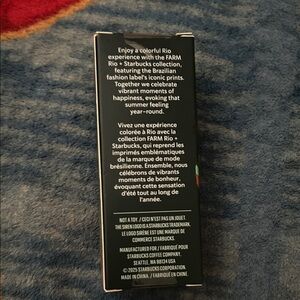 Enjoy a colorful Rio
experience with the FARM
Rio + Starbucks collection,
featuring the Brazilian
fashion label's iconic prints.
Together we celebrate
vibrant moments of
happiness, evoking that
summer feeling
year-round.
Vivez une expérience
colorée à Rio avec la
collection FARM Rio +
Starbucks, qui reprend les
imprimés emblématiques
de la marque de mode
brésilienne. Ensemble, nous
célébrons de vibrants
moments de bonheur,
évoquant cette sensation
d'été tout au long de
l'année.
NOT A TOY. / CECI N'EST PAS UN JOUET.
THE SIREN LOGO IS A STARBUCKS TRADEMARK.
LE LOGO SIRÈNE EST UNE MARQUE DE
COMMERCE STARBUCKS.
MANUFACTURED FOR / FABRIQUÉ POUR
STARBUCKS COFFEE COMPANY,
SEATTLE, WA 98134 USA
© 2025 STARBUCKS CORPORATION.
MADE IN CHINA / FABRIQUÉ EN CHINE